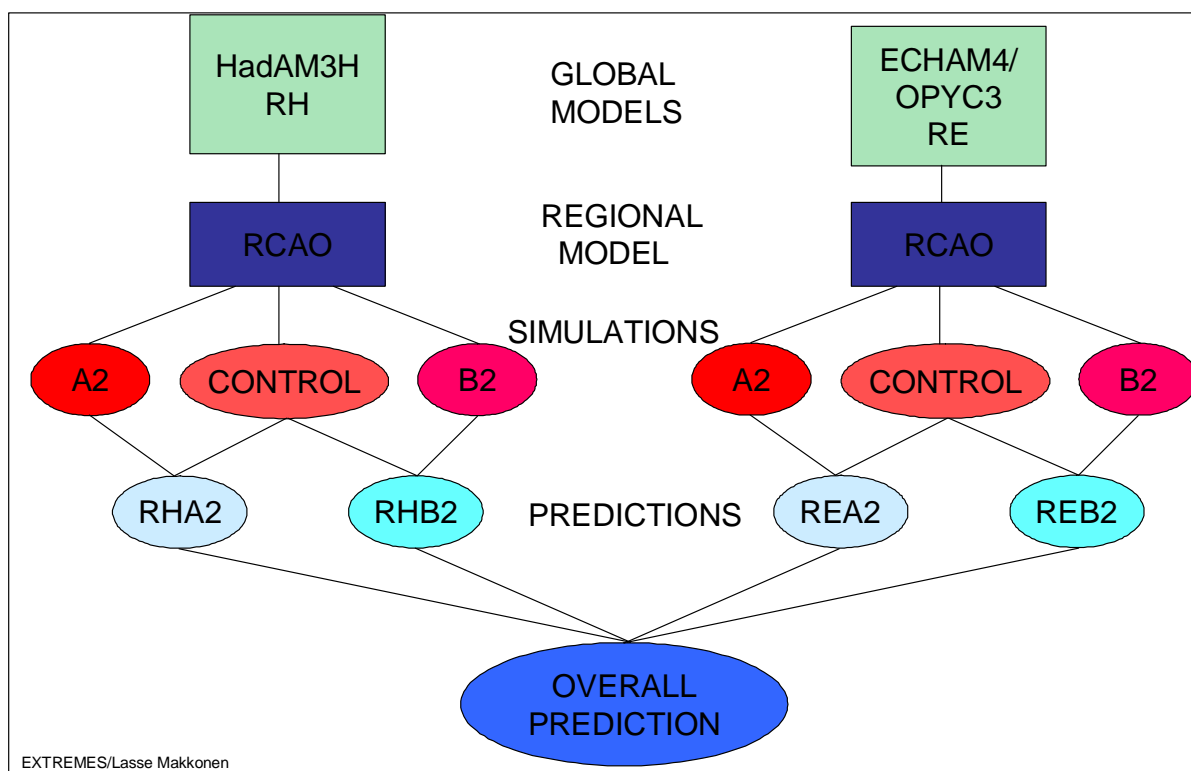 HadAM3H
RH
GLOBAL
MODELS
ECHAM4/
OPYC3
RE
RCAO
REGIONAL
MODEL
RCAO
SIMULATIONS
A2
CONTROL
B2
A2
CONTROL
B2
RHA2
RHB2
PREDICTIONS
REA2
REB2
OVERALL
PREDICTION
EXTREMES/Lasse Makkonen